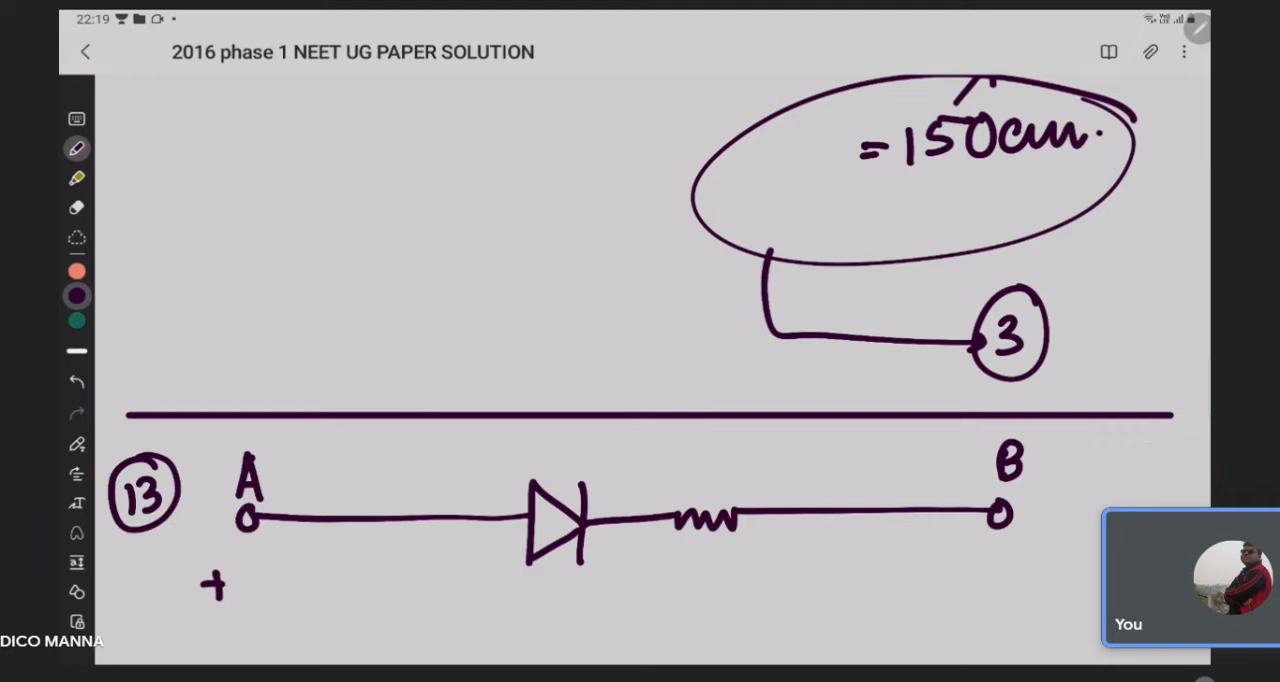 22:19
2016 phase 1 NEET UG PAPER SOLUTION
= 150cm.
3
13 A B
+
You
DICO MANNA